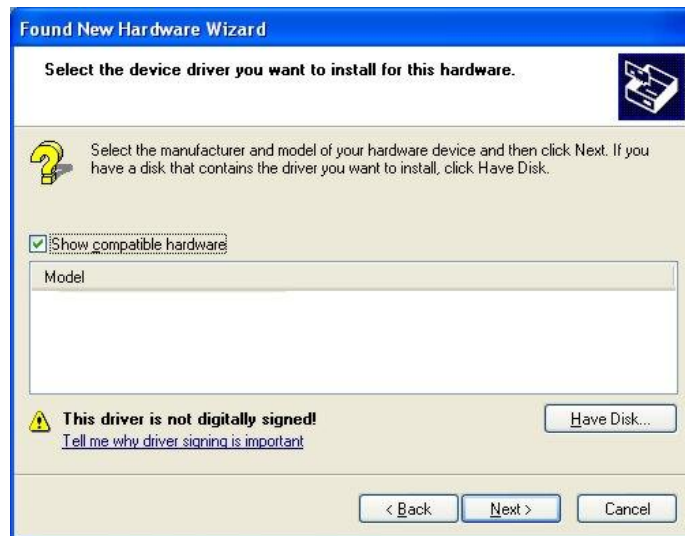 Found New Hardware Wizard
Select the device driver you want to install for this hardware.
Select the manufacturer and model of your hardware device and then click Next. If you
have a disk that contains the driver you want to install, click Have Disk.
Show compatible hardware
Model
This driver is not digitally signed!
Tell me why driver signing is important
Have Disk...
< Back
Next >
Cancel